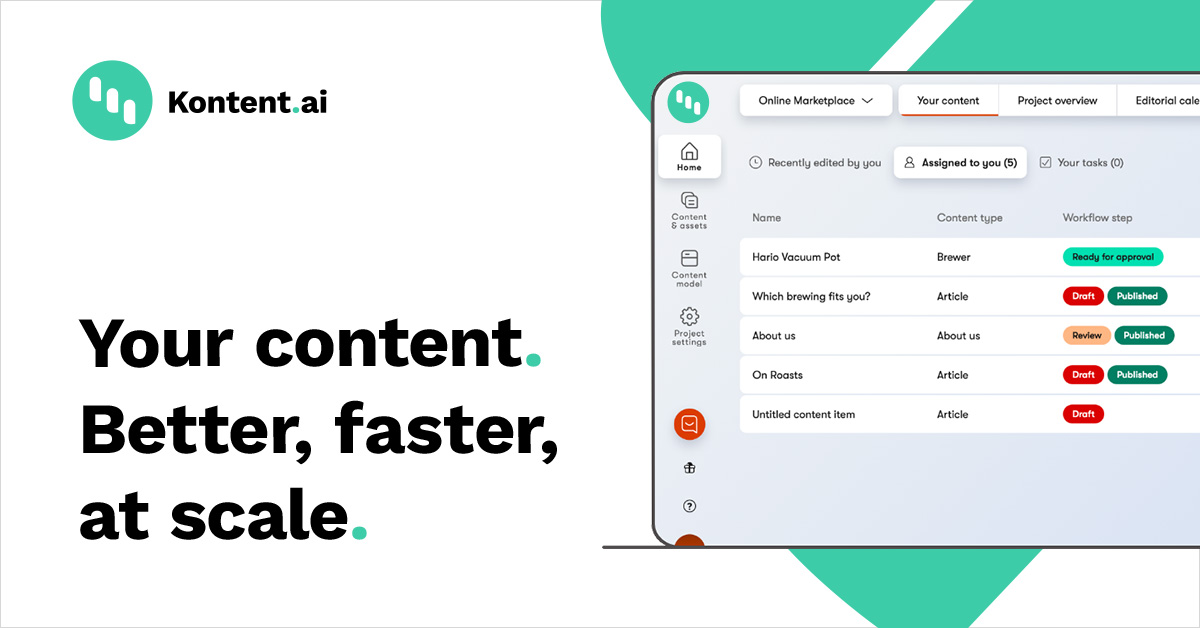 Kontent.ai
Your content.
Better, faster,
at scale.
Online Marketplace
Your content
Project overview
Editorial cale
Home
Content
& assets
Content
model
Project
settings
Recently edited by you
Assigned to you (5)
Your tasks (0)
Name Content type Workflow step
Hario Vacuum Pot Brewer Ready for approval
Which brewing fits you? Article Draft Published
About us About us Review Published
On Roasts Article Draft Published
Untitled content item Article Draft
?